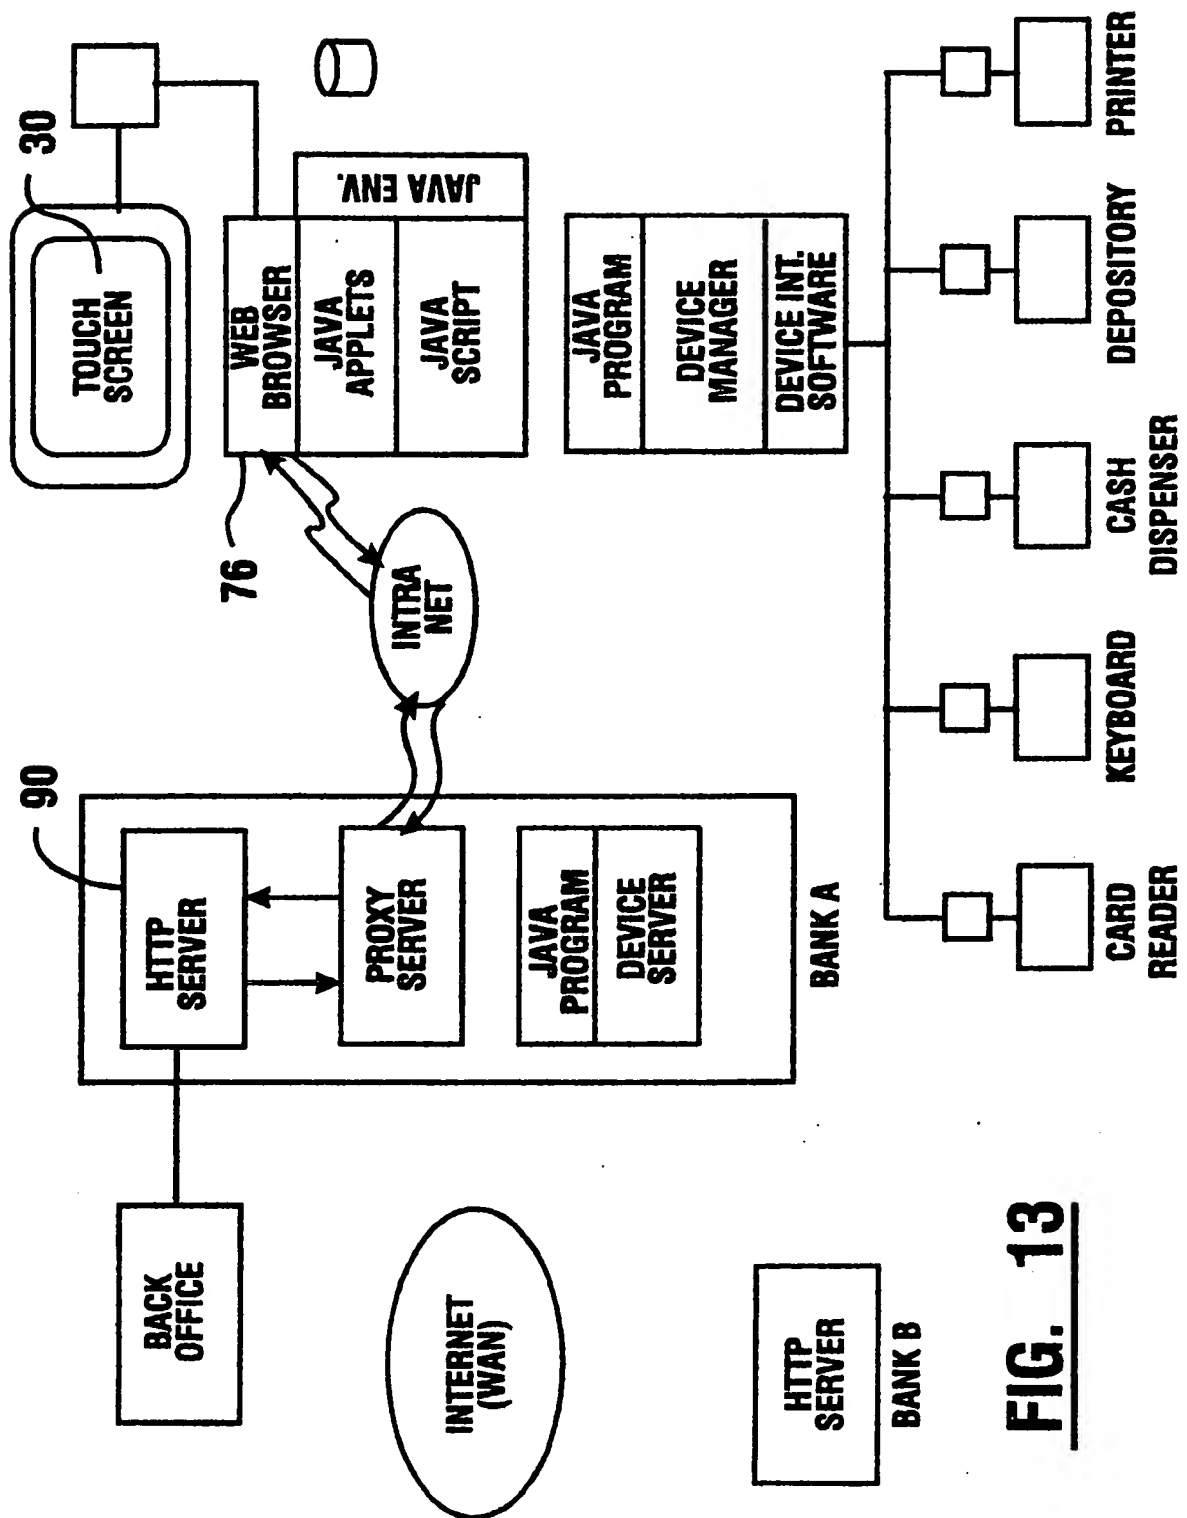 BACK
OFFICE
INTERNET
(WAN)
HTTP
SERVER
BANK B
90
HTTP
SERVER
PROXY
SERVER
JAVA
PROGRAM
DEVICE
SERVER
BANK A
INTRA
NET
30
TOUCH
SCREEN
76
WEB
BROWSER
JAVA
APPLETS
JAVA
SCRIPT
JAVA ENV.
JAVA
PROGRAM
DEVICE
MANAGER
DEVICE INT.
SOFTWARE
CARD
READER
KEYBOARD
CASH
DISPENSER
DEPOSITORY
PRINTER
FIG. 13